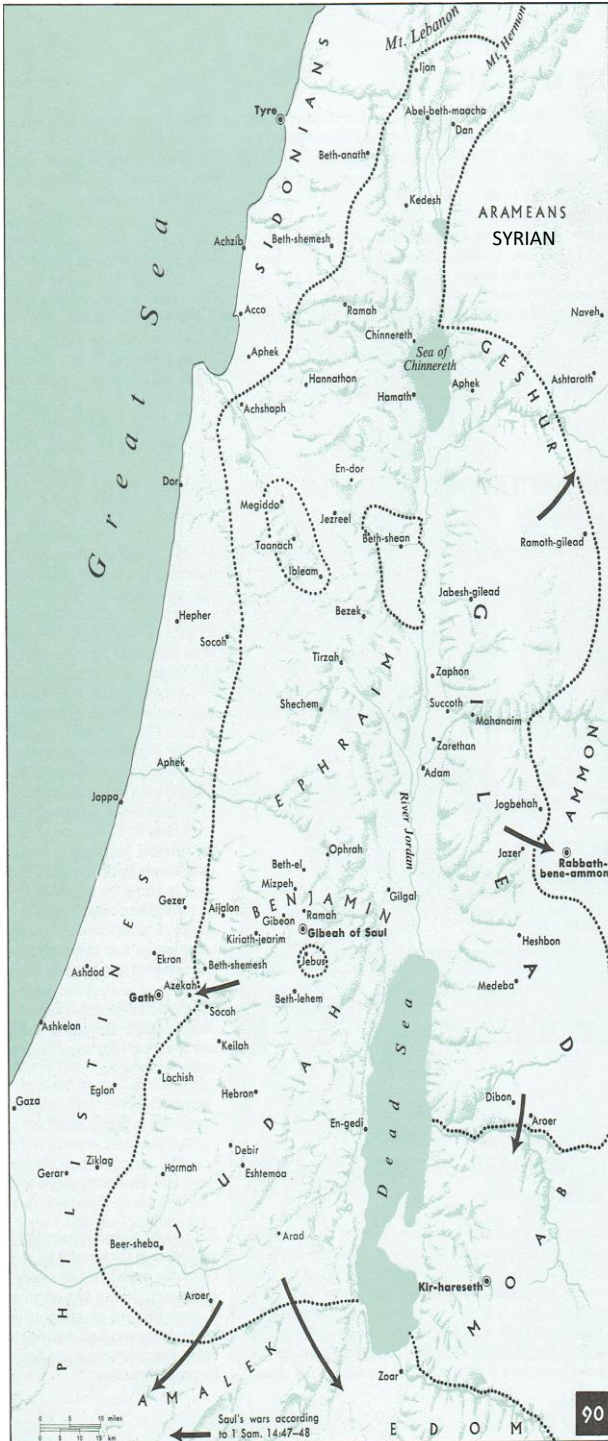 Mt. Lebanon
Mt. Hermon
Ijon
Abel-beth-maacha
Dan
Tyre
SIDONIANS
Beth-anath
Kedesh
ARAMEANS
SYRIAN
Achzib
Beth-shemesh
Great Sea
Acco
Ramah
Naveh
Chinnereth
Sea of
Chinnereth
GESHUR
Aphek
Hannathon
Hamath
Aphek
Ashtaroth
Achshaph
Dor
En-dor
Megiddo
Jezreel
Taanach
Beth-shean
Ramoth-gilead
Ibleam
Jabesh-gilead
Hepher
Bezek
Socoh
Tirzah
Zaphon
Shechem
Succoth
Mahanaim
EPHRAIM
Zarethan
Adam
AMMON
Aphek
Joppa
River Jordan
Jogbehah
GILEAD
Ophrah
Jazer
Rabbath-
bene-ammon
Beth-el
Mizpeh
BENJAMIN
Gilgal
Gezer
Aijalon
Gibeon
Ramah
Gibeah of Saul
Kiriath-jearim
Heshbon
Ekron
Jebus
Ashdod
Beth-shemesh
Medeba
Azekah
Gath
Beth-lehem
Socoh
Ashkelon
Keilah
Dead Sea
Lachish
Eglon
Hebron
Gaza
Dibon
Aroer
En-gedi
JUDAH
Debir
Ziklag
Eshtemoa
Gerar
Hormah
PHILISTINES
Beer-sheba
Arad
MOAB
Kir-hareseth
Aroer
AMALEK
Zoar
EDOM
0 5 10 miles
0 5 10 15 km
Saul's wars according
to 1 Sam. 14:47–48
90